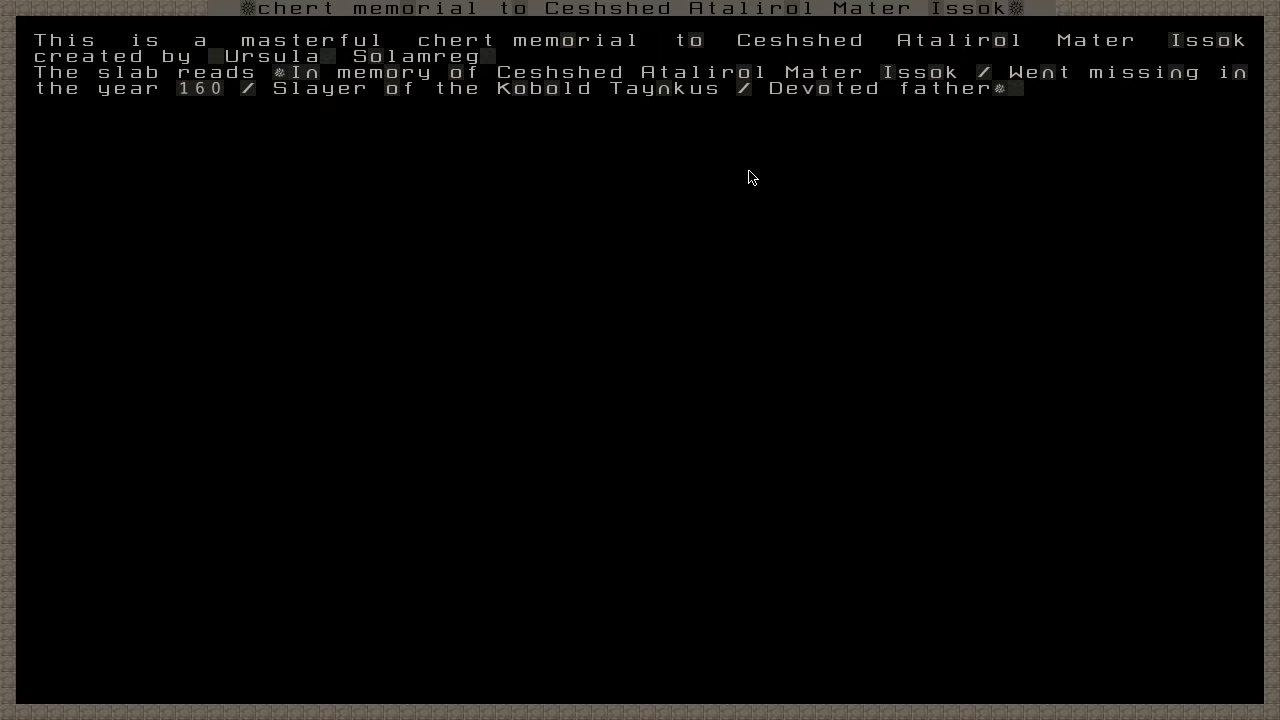 chert memorial to Ceshshed Atalirol Mater Issok
This is a masterful chert memorial to Ceshshed Atalirol Mater Issok
created by Ursula Solamreg
The slab reads "In memory of Ceshshed Atalirol Mater Issok / Went missing in
the year 160 / Slayer of the Kobold Taynkus / Devoted father"